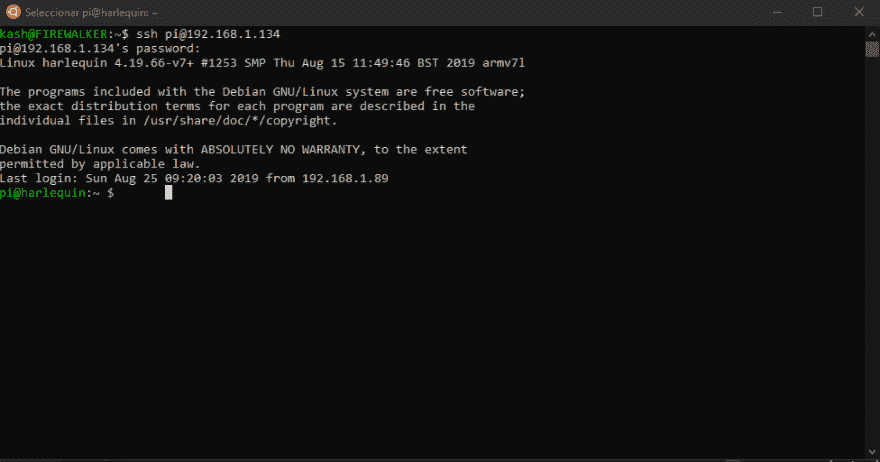 Seleccionar pi@harlequin: ~
kash@FIREWALKER:~$ ssh pi@192.168.1.134
pi@192.168.1.134's password:
Linux harlequin 4.19.66-v7+ #1253 SMP Thu Aug 15 11:49:46 BST 2019 armv7l
The programs included with the Debian GNU/Linux system are free software;
the exact distribution terms for each program are described in the
individual files in /usr/share/doc/*/copyright.
Debian GNU/Linux comes with ABSOLUTELY NO WARRANTY, to the extent
permitted by applicable law.
Last login: Sun Aug 25 09:20:03 2019 from 192.168.1.89
pi@harlequin:~ $